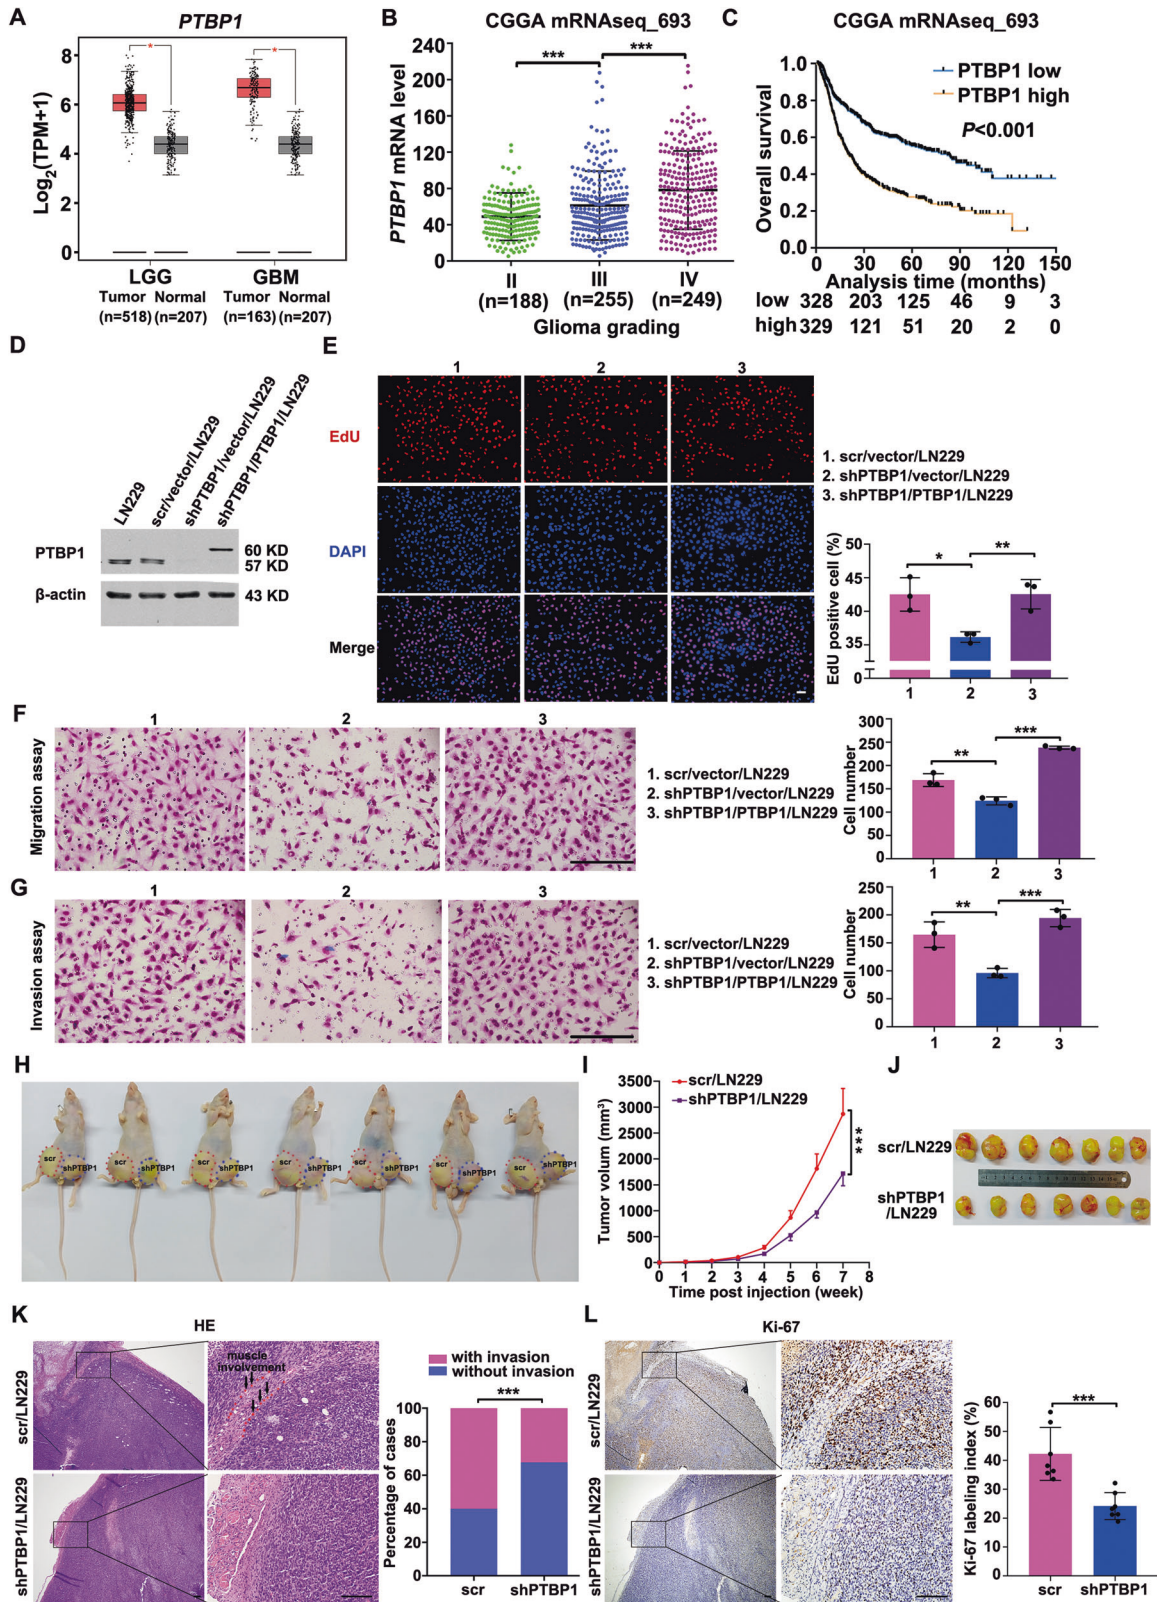 A
PTBP1
Log2(TPM+1)
8
6
4
2
0
*
*
LGG
GBM
Tumor Normal
Tumor Normal
(n=518) (n=207)
(n=163) (n=207)
B
CGGA mRNAseq_693
PTBP1 mRNA level
240
200
160
120
80
40
0
***
***
II
III
IV
(n=188)
(n=255)
(n=249)
Glioma grading
C
CGGA mRNAseq_693
Overall survival
1.0
0.8
0.6
0.4
0.2
0.0
PTBP1 low
PTBP1 high
P<0.001
0 30 60 90 120 150
Analysis time (months)
low 328 203 125 46 9 3
high 329 121 51 20 2 0
D
LN229
scr/vector/LN229
shPTBP1/vector/LN229
shPTBP1/PTBP1/LN229
PTBP1
60 KD
57 KD
β-actin
43 KD
E
1 2 3
EdU
DAPI
Merge
1. scr/vector/LN229
2. shPTBP1/vector/LN229
3. shPTBP1/PTBP1/LN229
EdU positive cell (%)
50
45
40
35
0
*
**
1 2 3
F
1 2 3
Migration assay
1. scr/vector/LN229
2. shPTBP1/vector/LN229
3. shPTBP1/PTBP1/LN229
Cell number
300
250
200
150
100
50
0
**
***
1 2 3
G
1 2 3
Invasion assay
1. scr/vector/LN229
2. shPTBP1/vector/LN229
3. shPTBP1/PTBP1/LN229
Cell number
200
150
100
50
0
**
***
1 2 3
H
scr shPTBP1 scr shPTBP1 scr shPTBP1 scr shPTBP1 scr shPTBP1 scr shPTBP1 scr shPTBP1
I
Tumor volum (mm3)
3500
3000
2500
2000
1500
1000
500
0
scr/LN229
shPTBP1/LN229
***
0 1 2 3 4 5 6 7 8
Time post injection (week)
J
scr/LN229
shPTBP1
/LN229
K
HE
scr/LN229
shPTBP1/LN229
muscle
involvement
with invasion
without invasion
Percentage of cases
100
80
60
40
20
0
***
scr shPTBP1
L
Ki-67
scr/LN229
shPTBP1/LN229
Ki-67 labeling index (%)
60
50
40
30
20
10
0
***
scr shPTBP1